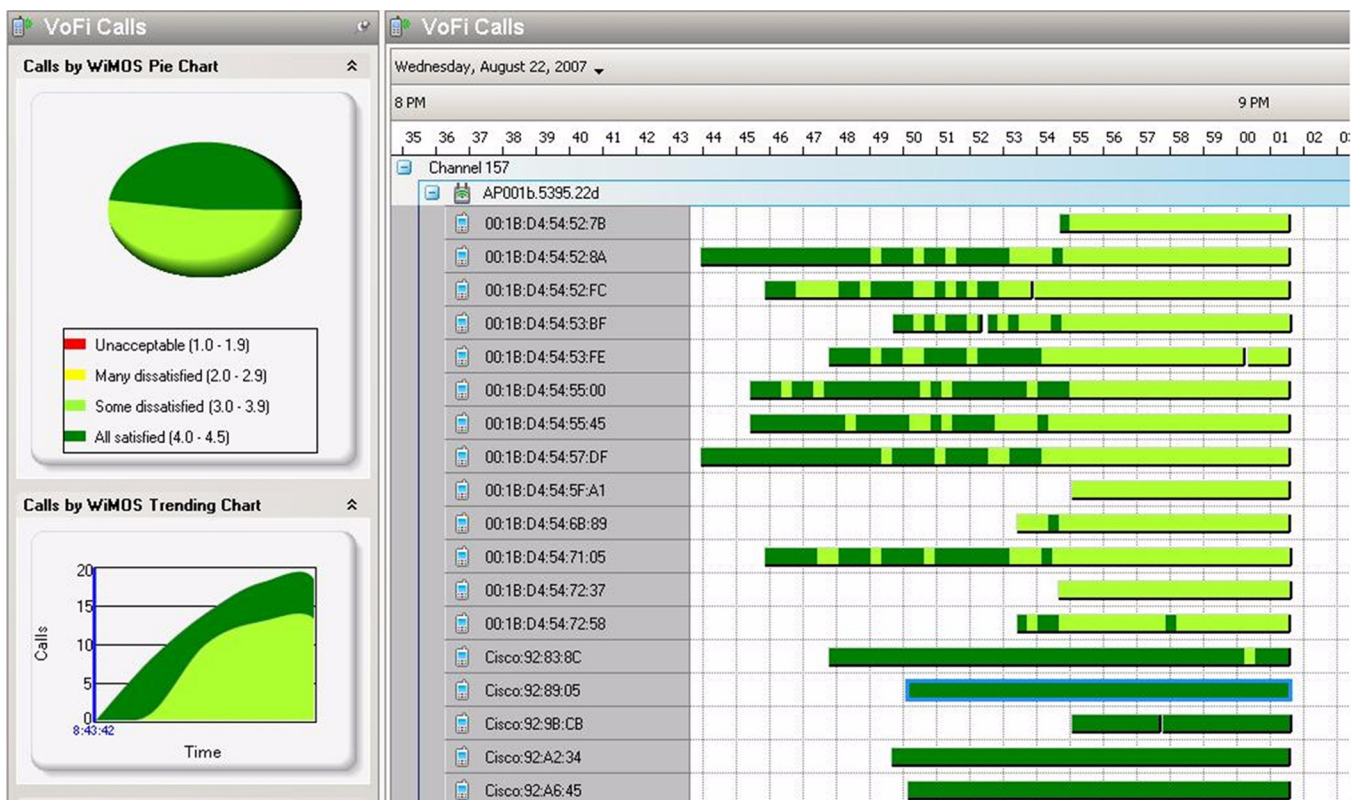 VoFi Calls
Calls by WiMOS Pie Chart
Unacceptable (1.0 - 1.9)
Many dissatisfied (2.0 - 2.9)
Some dissatisfied (3.0 - 3.9)
All satisfied (4.0 - 4.5)
Calls by WiMOS Trending Chart
20
15
10
5
0
Calls
8:43:42
Time
VoFi Calls
Wednesday, August 22, 2007
8 PM 9 PM
35 36 37 38 39 40 41 42 43 44 45 46 47 48 49 50 51 52 53 54 55 56 57 58 59 00 01 02
Channel 157
AP001b.5395.22d
00:1B:D4:54:52:7B
00:1B:D4:54:52:8A
00:1B:D4:54:52:FC
00:1B:D4:54:53:BF
00:1B:D4:54:53:FE
00:1B:D4:54:55:00
00:1B:D4:54:55:45
00:1B:D4:54:57:DF
00:1B:D4:54:5F:A1
00:1B:D4:54:6B:89
00:1B:D4:54:71:05
00:1B:D4:54:72:37
00:1B:D4:54:72:58
Cisco:92:83:8C
Cisco:92:89:05
Cisco:92:9B:CB
Cisco:92:A2:34
Cisco:92:A6:45